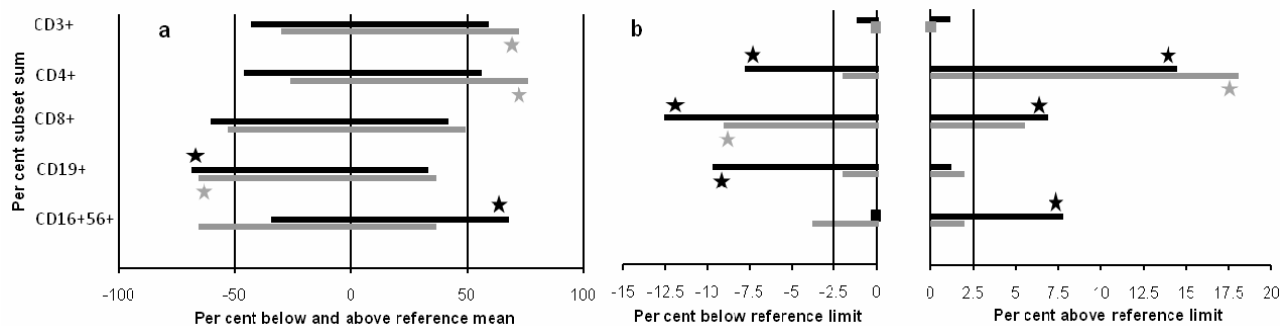 a
b
Per cent subset sum
CD3+
CD4+
CD8+
CD19+
CD16+56+
-100 -50 0 50 100
-15 -12.5 -10 -7.5 -5 -2.5 0
0 2.5 5 7.5 10 12.5 15 17.5 20
Per cent below and above reference mean
Per cent below reference limit
Per cent above reference limit